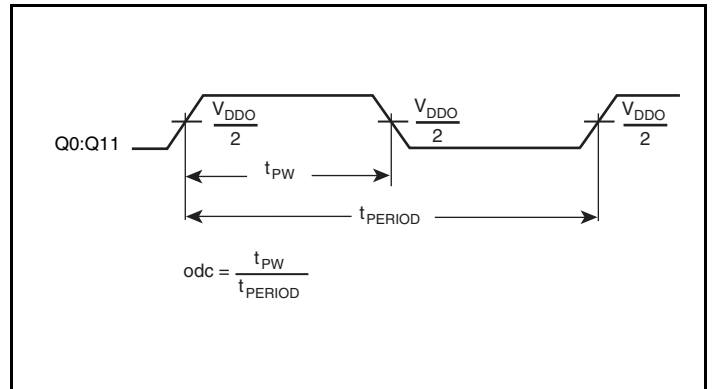 V_DDO / 2
V_DDO / 2
V_DDO / 2
Q0:Q11
t_PW
t_PERIOD
odc = t_PW / t_PERIOD